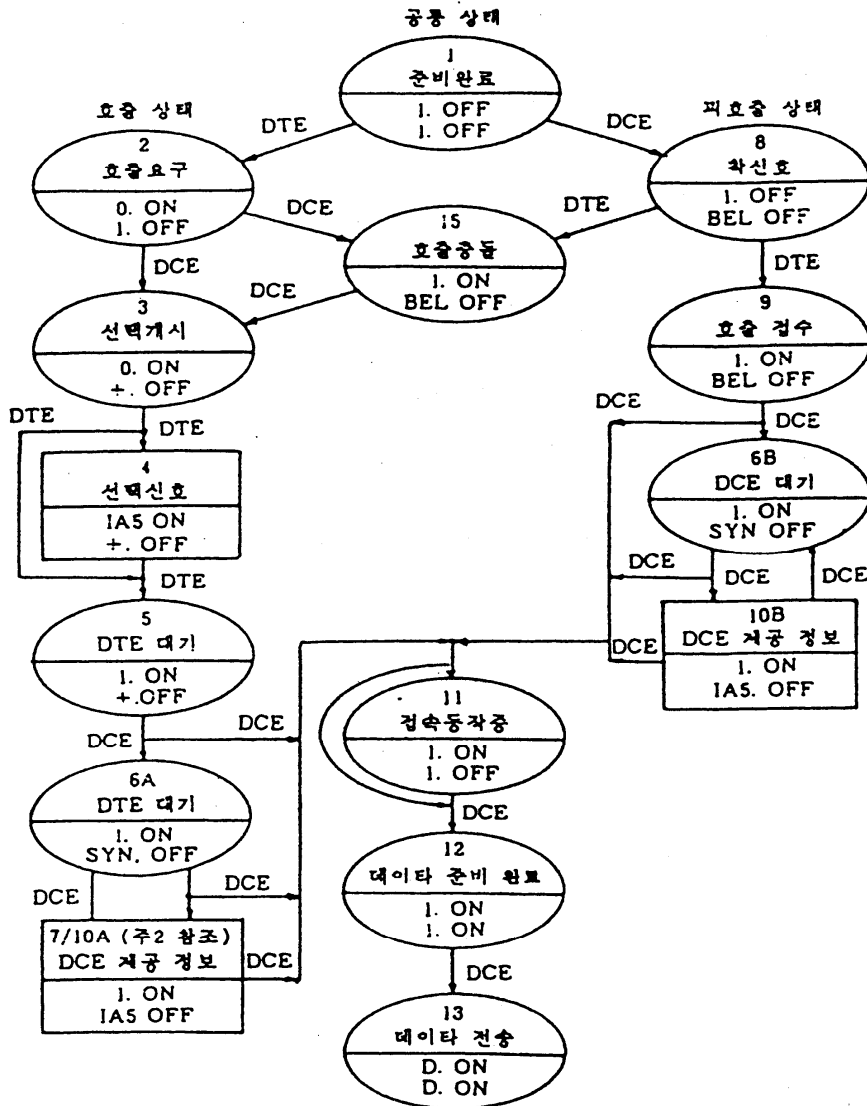 공통 상태
1
준비완료
1. OFF
1. OFF
호출 상태
DTE
DCE
피호출 상태
2
호출요구
0. ON
1. OFF
8
착신호
1. OFF
BEL OFF
DCE
DTE
15
호출충돌
1. ON
BEL OFF
DCE
DCE
DTE
3
선택개시
0. ON
+. OFF
9
호출 접수
1. ON
BEL OFF
DTE
DTE
DCE
DCE
4
선택신호
IA5 ON
+. OFF
6B
DCE 대기
1. ON
SYN OFF
DTE
DCE
DCE
DCE
5
DTE 대기
1. ON
+.OFF
10B
DCE 제공 정보
1. ON
IA5. OFF
DCE
11
접속동작중
1. ON
1. OFF
DCE
DCE
6A
DTE 대기
1. ON
SYN. OFF
DCE
12
데이타 준비 완료
1. ON
1. ON
DCE
DCE
7/10A (주2 참조)
DCE 제공 정보
1. ON
IA5 OFF
DCE
DCE
13
데이타 전송
D. ON
D. ON